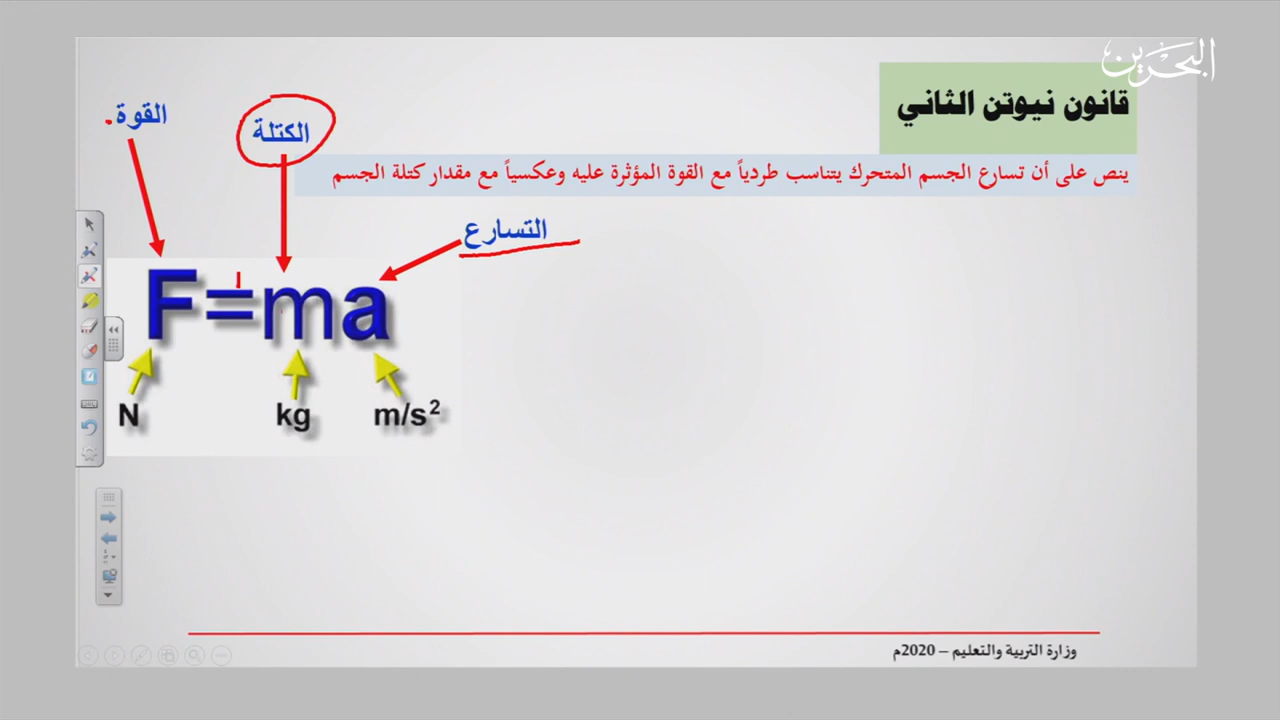 البحرين
قانون نيوتن الثاني
ينص على أن تسارع الجسم المتحرك يتناسب طردياً مع القوة المؤثرة عليه وعكسياً مع مقدار كتلة الجسم
القوة
الكتلة
التسارع
F=ma
N
kg
m/s²
وزارة التربية والتعليم – 2020م